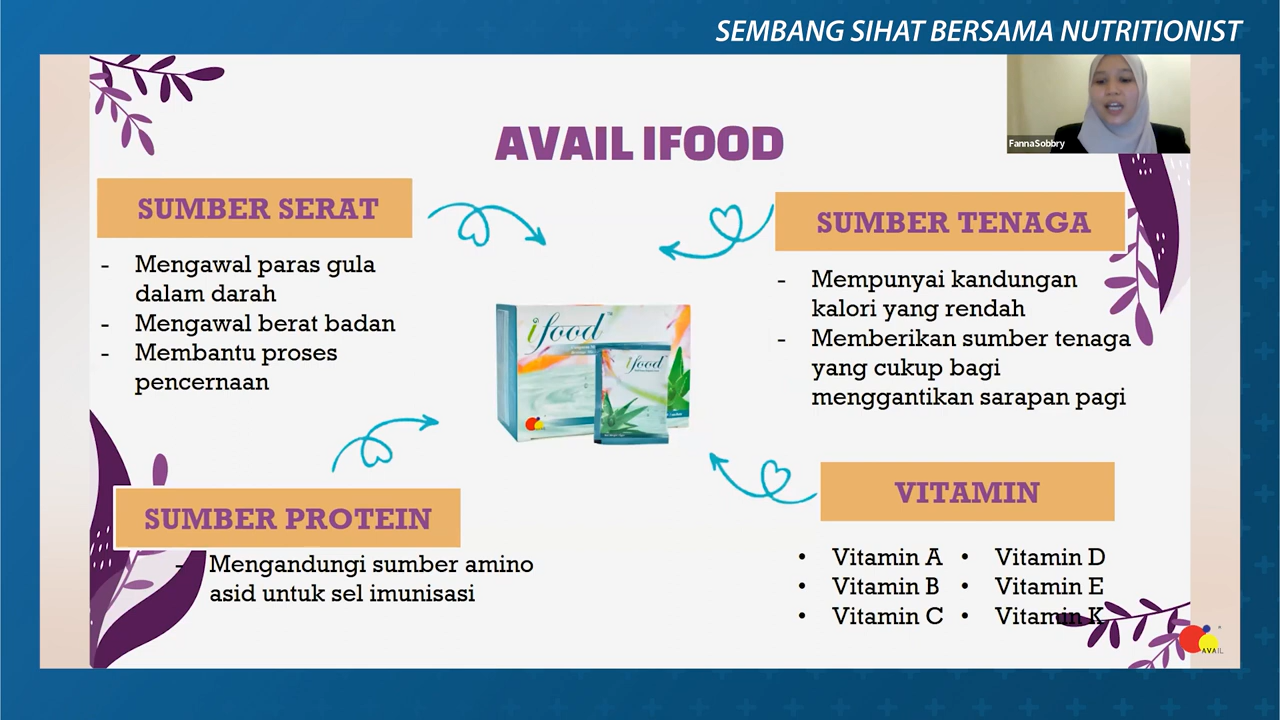 SEMBANG SIHAT BERSAMA NUTRITIONIST
FannaSobbry
AVAIL IFOOD
SUMBER SERAT
- Mengawal paras gula
dalam darah
- Mengawal berat badan
- Membantu proses
pencernaan
SUMBER TENAGA
- Mempunyai kandungan
kalori yang rendah
- Memberikan sumber tenaga
yang cukup bagi
menggantikan sarapan pagi
ifood™
ifood
SUMBER PROTEIN
- Mengandungi sumber amino
asid untuk sel imunisasi
VITAMIN
• Vitamin A • Vitamin D
• Vitamin B • Vitamin E
• Vitamin C • Vitamin K
AVAIL